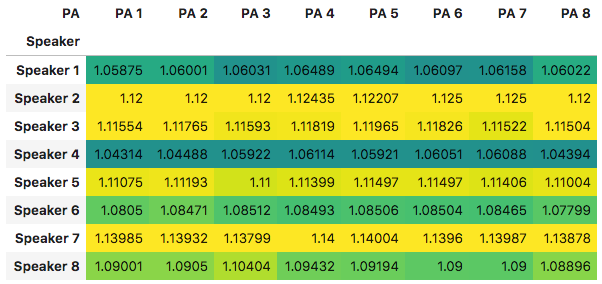 PA PA 1 PA 2 PA 3 PA 4 PA 5 PA 6 PA 7 PA 8
Speaker
Speaker 1 1.05875 1.06001 1.06031 1.06489 1.06494 1.06097 1.06158 1.06022
Speaker 2 1.12 1.12 1.12 1.12435 1.12207 1.125 1.125 1.12
Speaker 3 1.11554 1.11765 1.11593 1.11819 1.11965 1.11826 1.11522 1.11504
Speaker 4 1.04314 1.04488 1.05922 1.06114 1.05921 1.06051 1.06088 1.04394
Speaker 5 1.11075 1.11193 1.11 1.11399 1.11497 1.11497 1.11406 1.11004
Speaker 6 1.0805 1.08471 1.08512 1.08493 1.08506 1.08504 1.08465 1.07799
Speaker 7 1.13985 1.13932 1.13799 1.14 1.14004 1.1396 1.13987 1.13878
Speaker 8 1.09001 1.0905 1.10404 1.09432 1.09194 1.09 1.09 1.08896